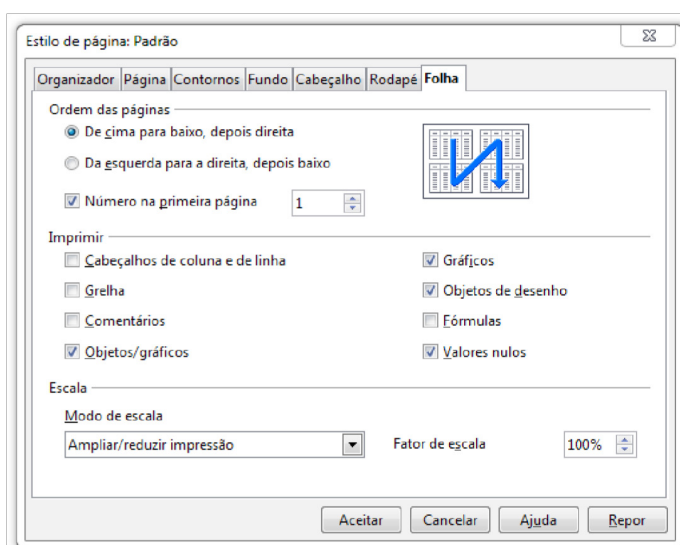 Estilo de página: Padrão
Organizador Página Contornos Fundo Cabeçalho Rodapé Folha
Ordem das páginas
De cima para baixo, depois direita
Da esquerda para a direita, depois baixo
Número na primeira página 1
Imprimir
Cabeçalhos de coluna e de linha Gráficos
Grelha Objetos de desenho
Comentários Fórmulas
Objetos/gráficos Valores nulos
Escala
Modo de escala
Ampliar/reduzir impressão Fator de escala 100%
Aceitar Cancelar Ajuda Repor